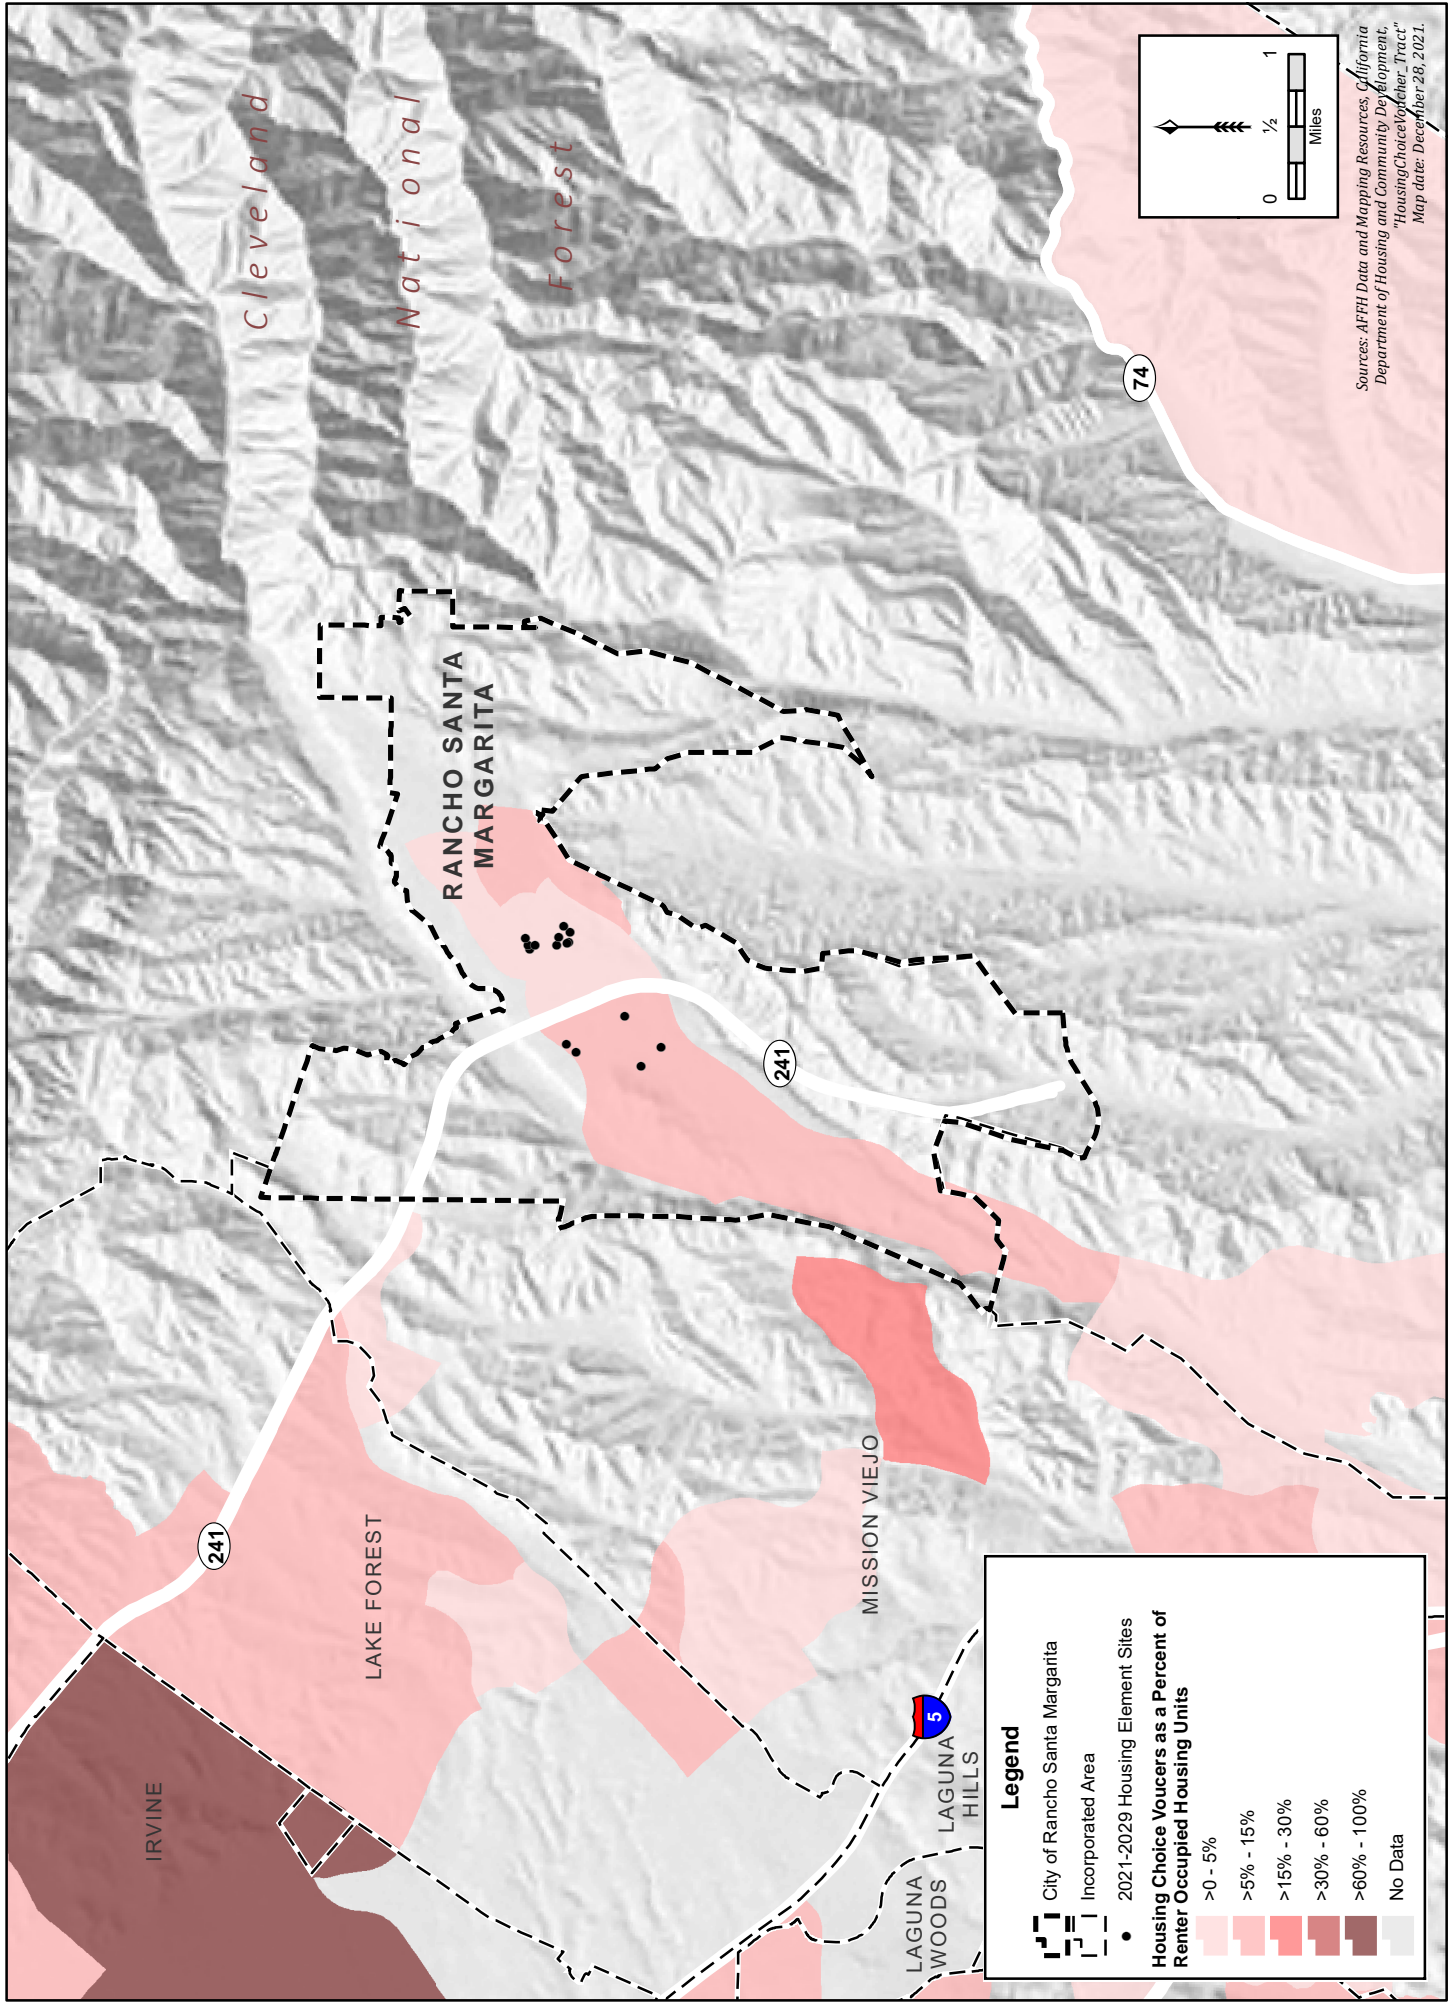 Cleveland
National
Forest
RANCHO SANTA
MARGARITA
241
241
74
LAKE FOREST
IRVINE
MISSION VIEJO
5
LAGUNA
HILLS
LAGUNA
WOODS
0 ½ 1
Miles
Sources: AFFH Data and Mapping Resources, California
Department of Housing and Community Development,
"HousingChoiceVoucher_Tract"
Map date: December 28, 2021.
Legend
City of Rancho Santa Margarita
Incorporated Area
2021-2029 Housing Element Sites
Housing Choice Voucers as a Percent of
Renter Occupied Housing Units
>0 - 5%
>5% - 15%
>15% - 30%
>30% - 60%
>60% - 100%
No Data